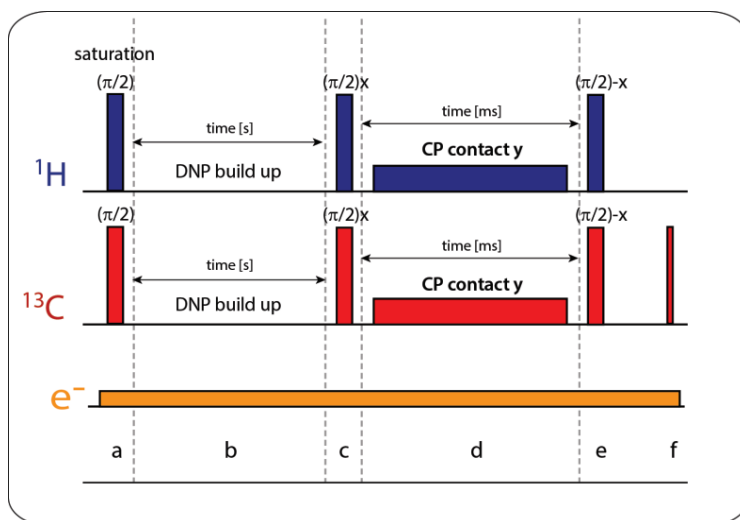 saturation
(π/2) (π/2)x (π/2)-x
time [s] time [ms]
DNP build up CP contact y
¹H
(π/2) (π/2)x (π/2)-x
time [s] time [ms]
DNP build up CP contact y
¹³C
e⁻
a b c d e f